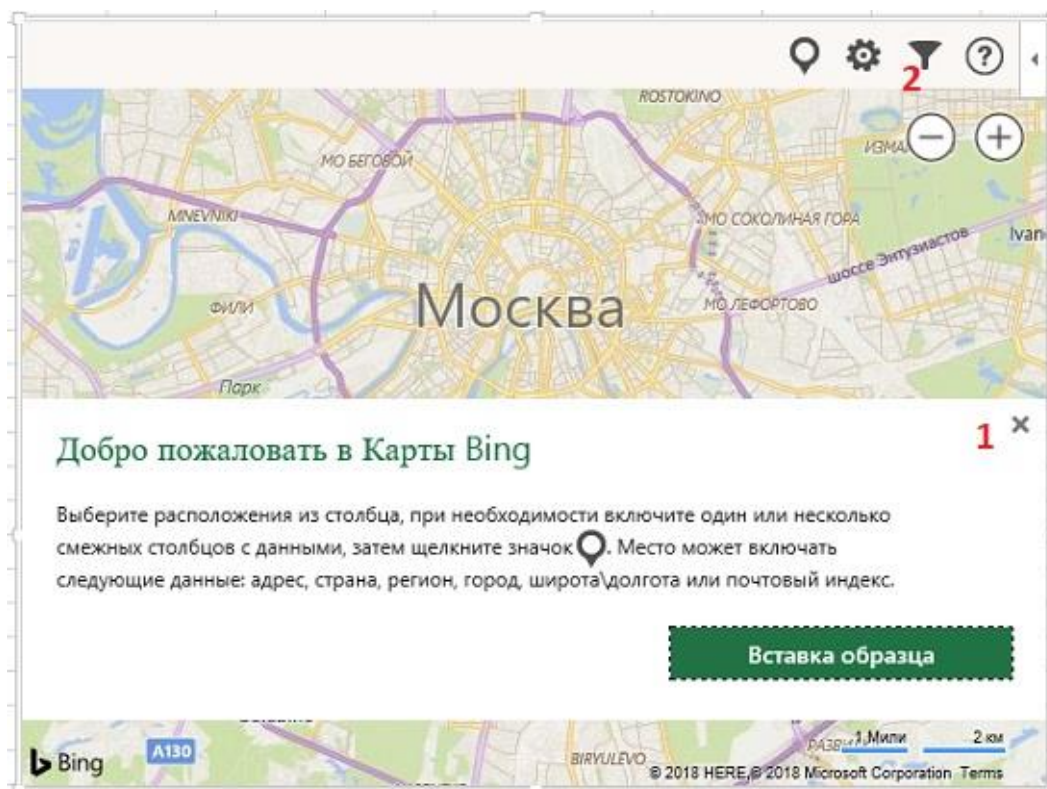 2
ROSTOKINO
МО БЕГОВОЙ
MNEVNIKI
МО СОКОЛИНАЯ ГОРА
шоссе Энтузиастов
ФИЛИ
Москва
МО ЛЕФОРТОВО
Парк
1
Добро пожаловать в Карты Bing
Выберите расположения из столбца, при необходимости включите один или несколько
смежных столбцов с данными, затем щелкните значок . Место может включать
следующие данные: адрес, страна, регион, город, широта\долгота или почтовый индекс.
Вставка образца
Bing
A130
BIRYULËVO
1 Мили
2 км
© 2018 HERE, © 2018 Microsoft Corporation Terms